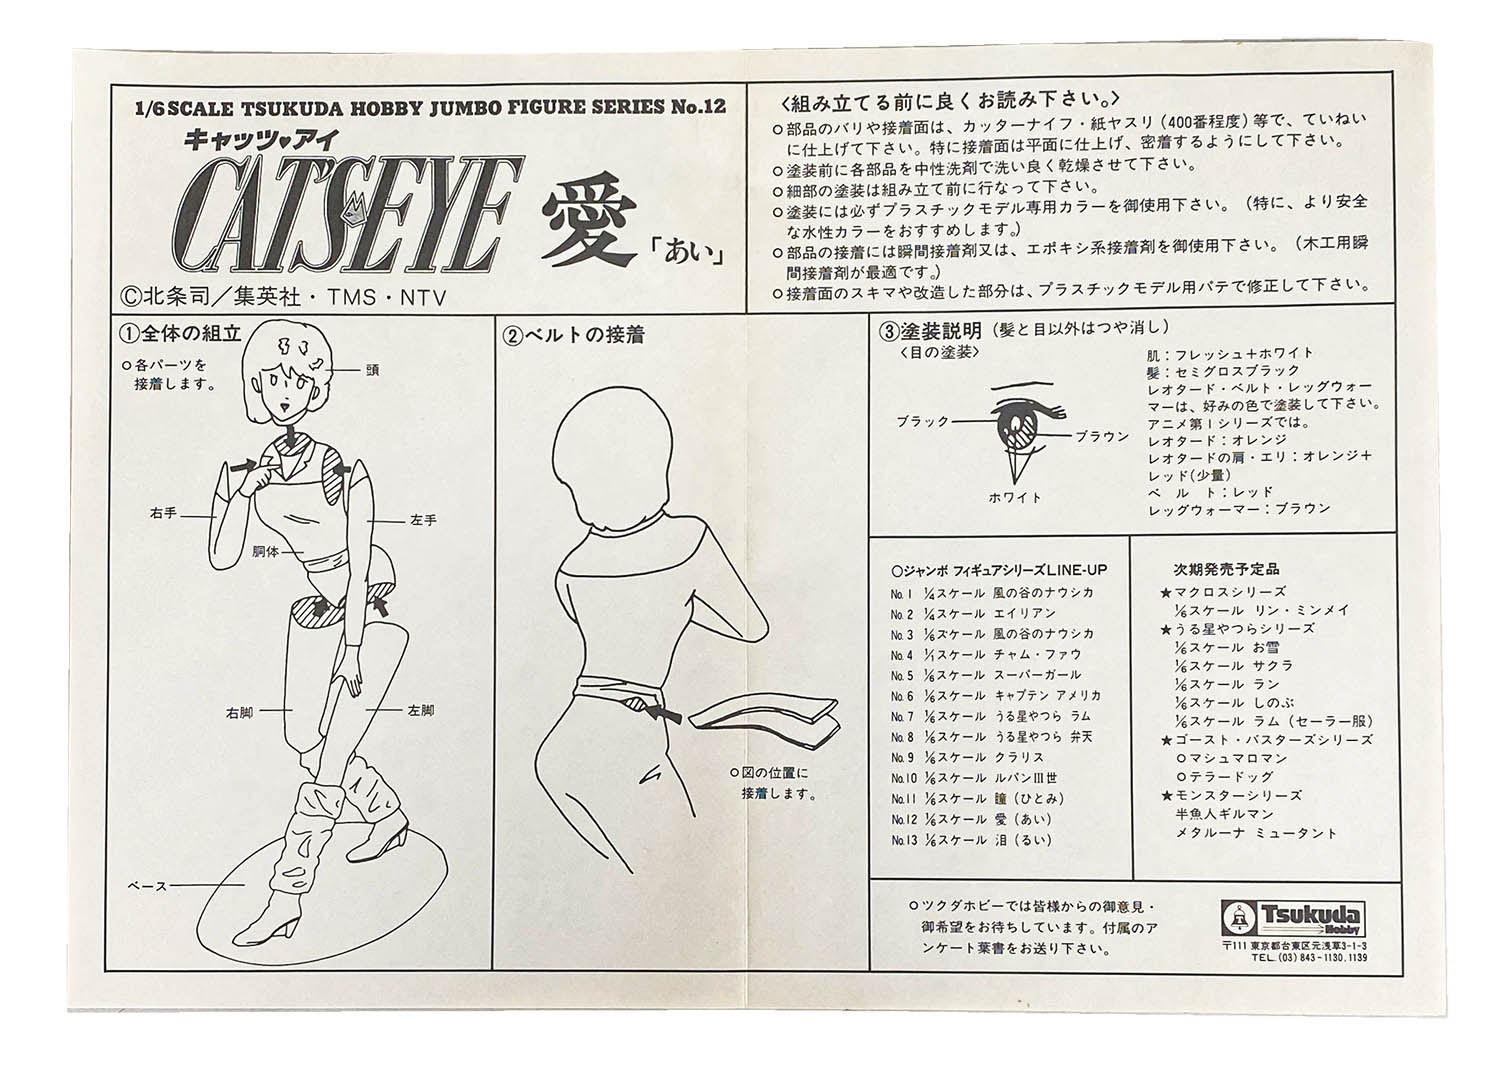 1/6 SCALE TSUKUDA HOBBY JUMBO FIGURE SERIES No.12
キャッツ♥アイ
CAT'S EYE 愛「あい」
©北条司／集英社・TMS・NTV
〈組み立てる前に良くお読み下さい。〉
○部品のバリや接着面は、カッターナイフ・紙ヤスリ(400番程度)等で、ていねい
に仕上げて下さい。特に接着面は平面に仕上げ、密着するようにして下さい。
○塗装前に各部品を中性洗剤で洗い良く乾燥させて下さい。
○細部の塗装は組み立て前に行なって下さい。
○塗装には必ずプラスチックモデル専用カラーを御使用下さい。(特に、より安全
な水性カラーをおすすめします。)
○部品の接着には瞬間接着剤又は、エポキシ系接着剤を御使用下さい。(木工用瞬
間接着剤が最適です。)
○接着面のスキマや改造した部分は、プラスチックモデル用パテで修正して下さい。
①全体の組立
○各パーツを
接着します。
頭
右手
左手
胴体
右脚
左脚
ベース
②ベルトの接着
○図の位置に
接着します。
③塗装説明(髪と目以外はつや消し)
〈目の塗装〉
ブラック
ブラウン
ホワイト
肌：フレッシュ＋ホワイト
髪：セミグロスブラック
レオタード・ベルト・レッグウォー
マーは、好みの色で塗装して下さい。
アニメ第1シリーズでは。
レオタード：オレンジ
レオタードの肩・エリ：オレンジ＋
レッド(少量)
ベルト：レッド
レッグウォーマー：ブラウン
○ジャンボ フィギュアシリーズLINE-UP
No.1 1/4スケール 風の谷のナウシカ
No.2 1/4スケール エイリアン
No.3 1/6スケール 風の谷のナウシカ
No.4 1/1スケール チャム・ファウ
No.5 1/6スケール スーパーガール
No.6 1/6スケール キャプテン アメリカ
No.7 1/6スケール うる星やつら ラム
No.8 1/6スケール うる星やつら 弁天
No.9 1/6スケール クラリス
No.10 1/6スケール ルパンIII世
No.11 1/6スケール 瞳(ひとみ)
No.12 1/6スケール 愛(あい)
No.13 1/6スケール 泪(るい)
次期発売予定品
★マクロスシリーズ
1/6スケール リン・ミンメイ
★うる星やつらシリーズ
1/6スケール お雪
1/6スケール サクラ
1/6スケール ラン
1/6スケール しのぶ
1/6スケール ラム(セーラー服)
★ゴースト・バスターズシリーズ
○マシュマロマン
○テラードッグ
★モンスターシリーズ
半魚人ギルマン
メタルーナ ミュータント
○ツクダホビーでは皆様からの御意見・
御希望をお待ちしています。付属のア
ンケート葉書をお送り下さい。
Tsukuda
Hobby
〒111 東京都台東区元浅草3-1-3
TEL.(03)843-1130.1139